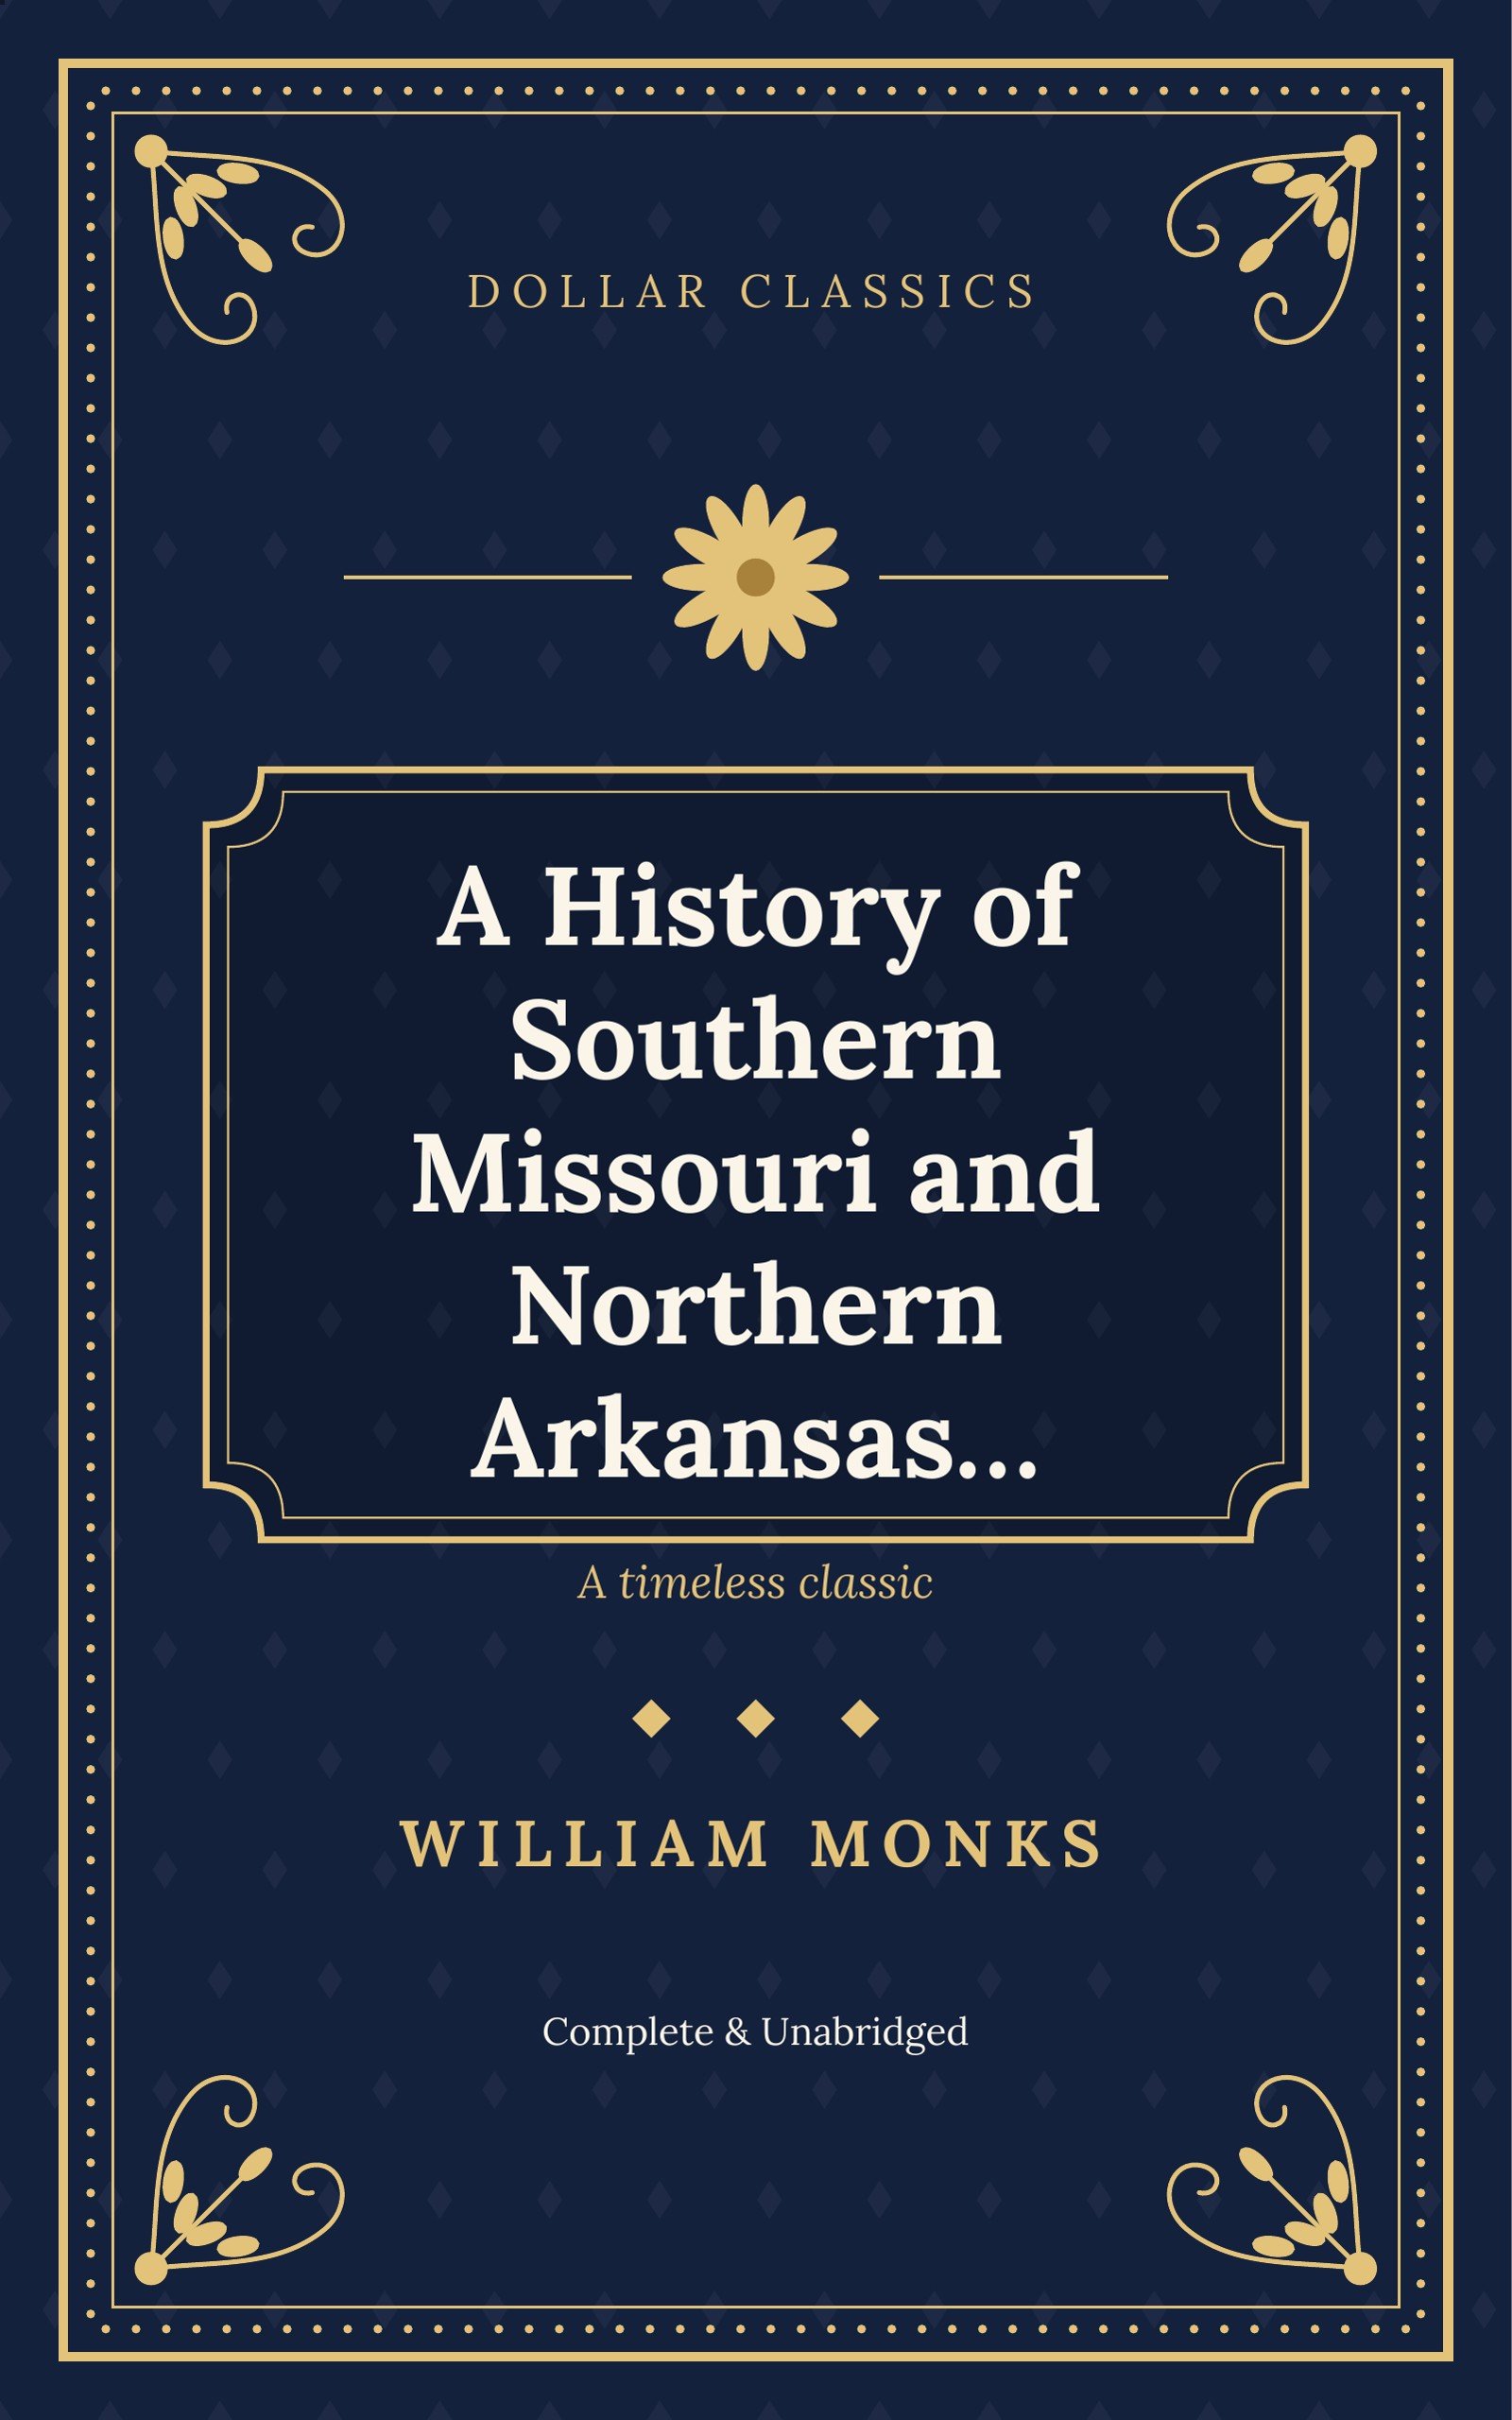 DOLLAR CLASSICS
A History of
Southern
Missouri and
Northern
Arkansas...
A timeless classic
WILLIAM MONKS
Complete & Unabridged